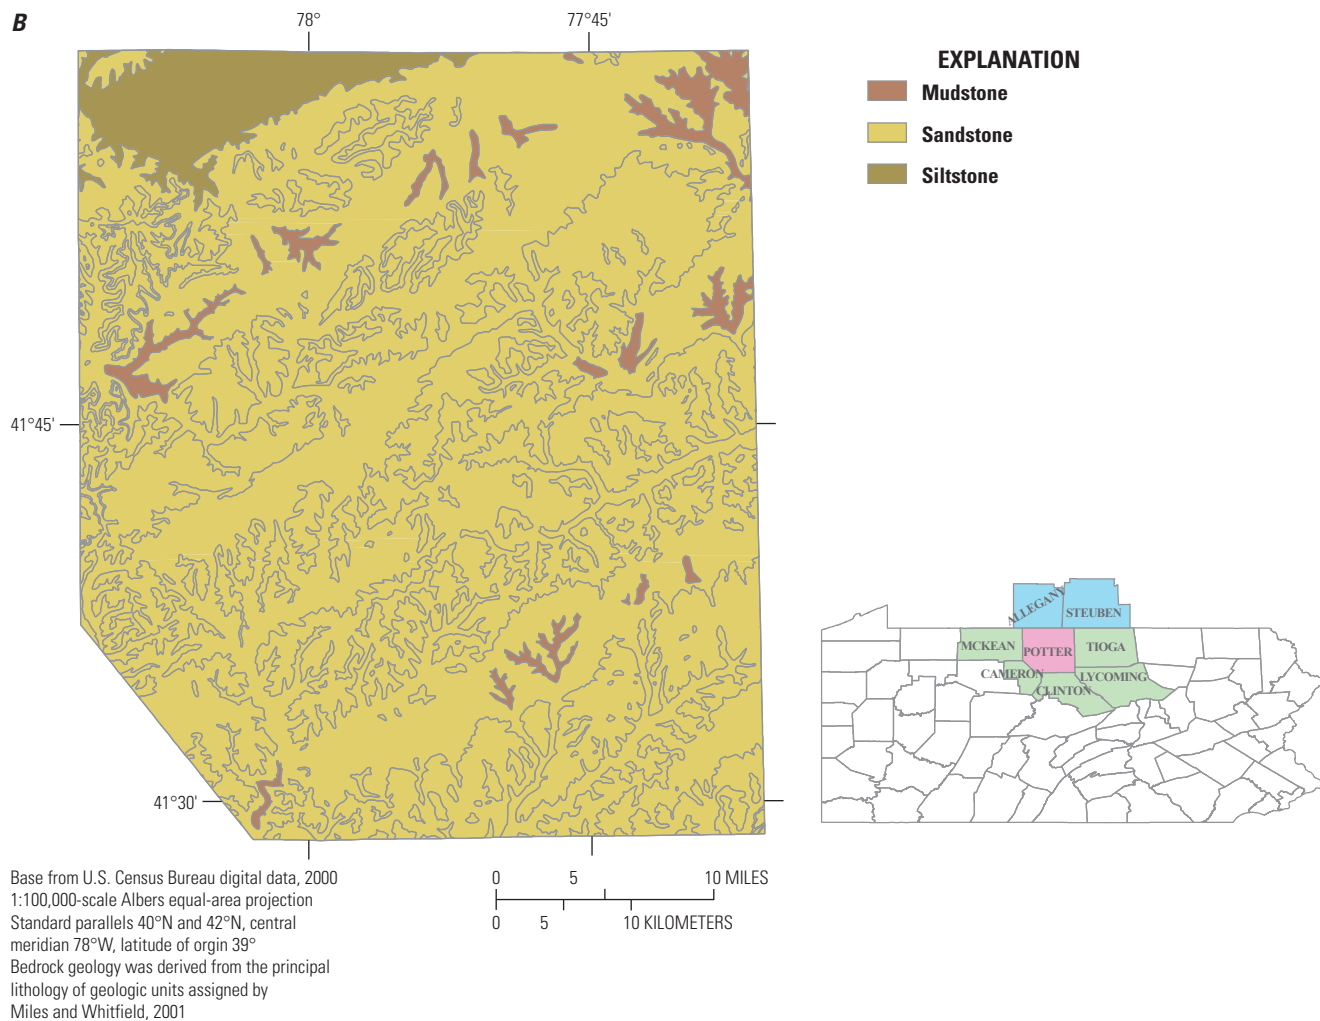 B
78°
77°45'
EXPLANATION
Mudstone
Sandstone
Siltstone
41°45'
41°30'
ALLEGANY
STEUBEN
MCKEAN
POTTER
TIOGA
CAMERON
LYCOMING
CLINTON
Base from U.S. Census Bureau digital data, 2000
1:100,000-scale Albers equal-area projection
Standard parallels 40°N and 42°N, central
meridian 78°W, latitude of orgin 39°
Bedrock geology was derived from the principal
lithology of geologic units assigned by
Miles and Whitfield, 2001
0 5 10 MILES
0 5 10 KILOMETERS